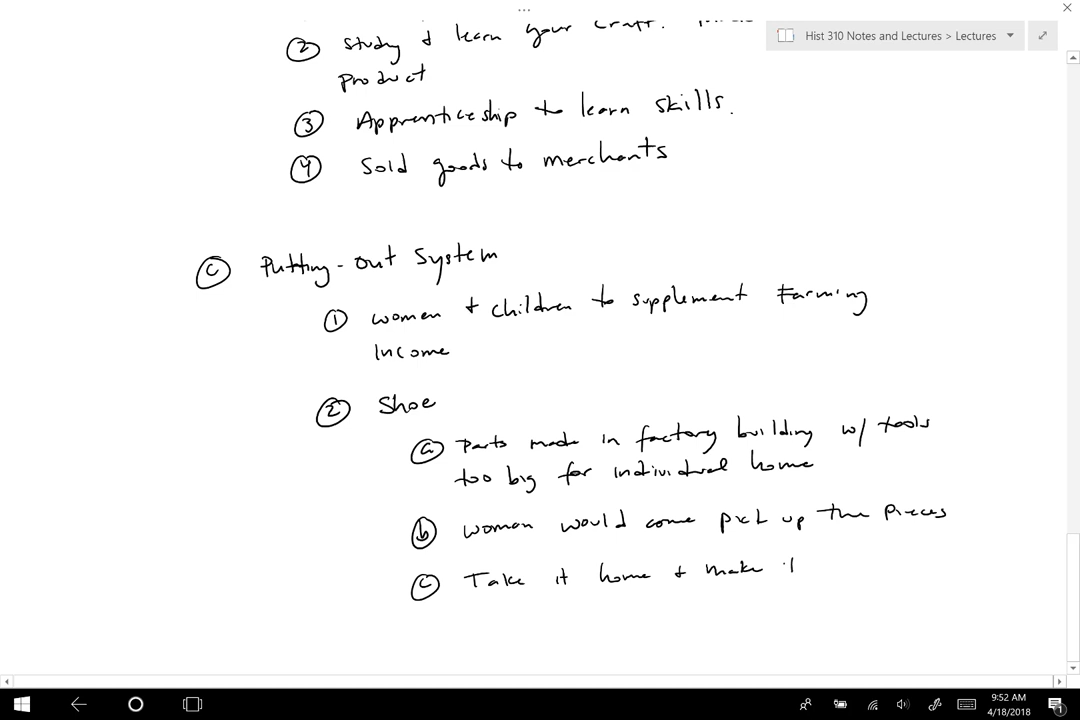 ...
② Study & learn your craft.
Hist 310 Notes and Lectures > Lectures
product
③ Apprenticeship to learn skills.
④ Sold goods to merchants
Ⓒ Putting-out System
① women & children to supplement Farming
Income
② Shoe
ⓐ Parts made in factory building w/ tools
too big for individual home
ⓑ women would come pick up the pieces
ⓒ Take it home & make
9:52 AM
4/18/2018
1